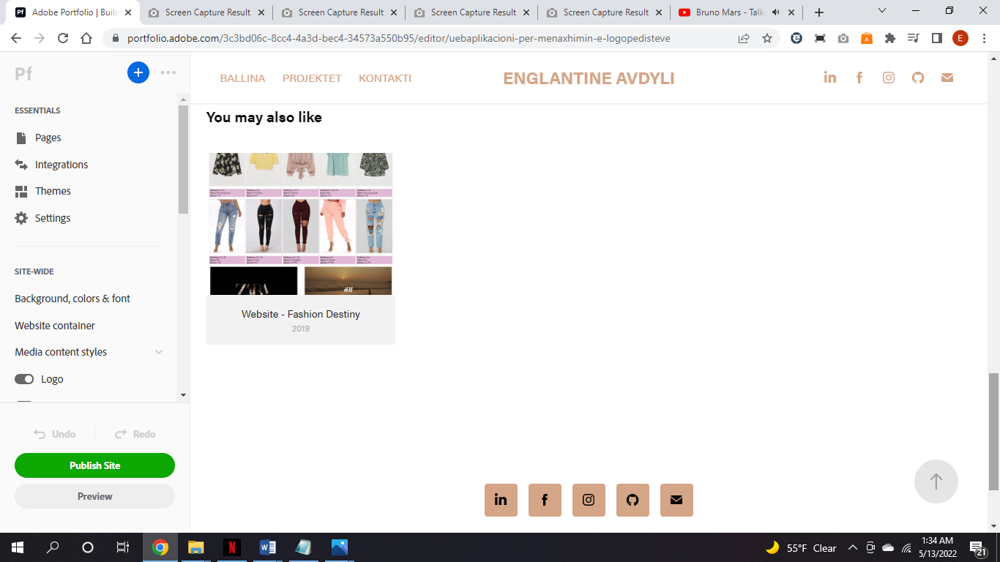 Adobe Portfolio | Build
Screen Capture Result
Screen Capture Result
Screen Capture Result
Screen Capture Result
Bruno Mars - Talki
portfolio.adobe.com/3c3bd06c-8cc4-4a3d-bec4-34573a550b95/editor/uebaplikacioni-per-menaxhimin-e-logopedisteve
E
Pf
ESSENTIALS
Pages
Integrations
Themes
Settings
SITE-WIDE
Background, colors & font
Website container
Media content styles
Logo
Undo
Redo
Publish Site
Preview
BALLINA PROJEKTET KONTAKTI
ENGLANTINE AVDYLI
You may also like
ZARA
H&M
Website - Fashion Destiny
2019
55°F Clear
1:34 AM
5/13/2022
21